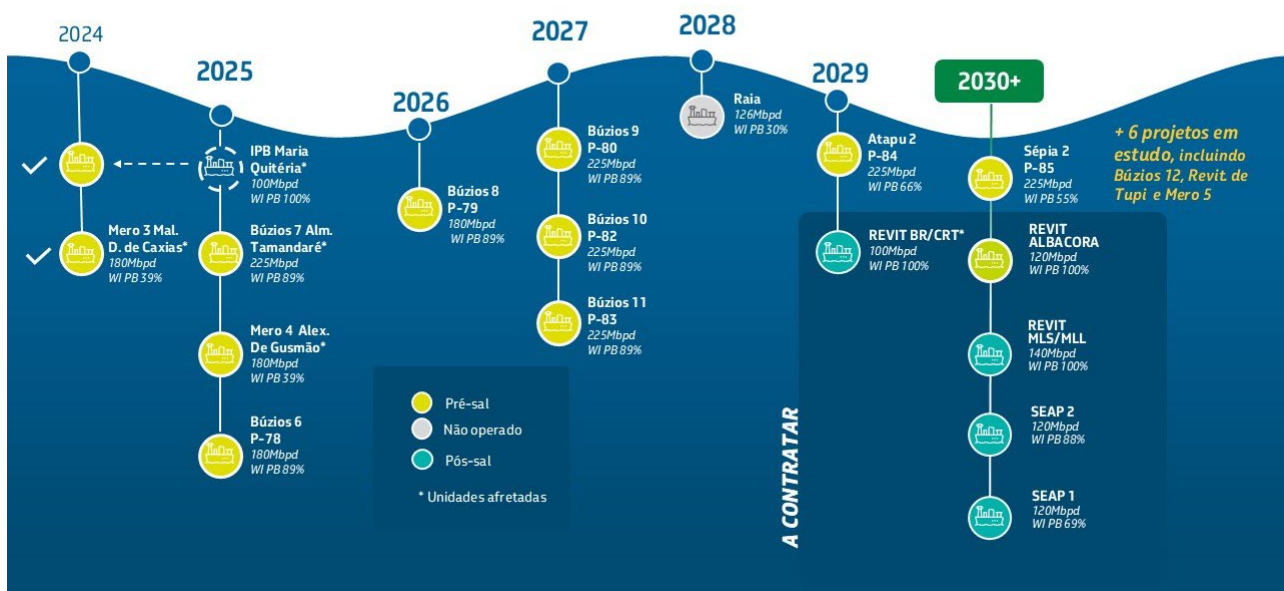 2024
Mero 3 Mal.
D. de Caxias*
180Mbpd
WI PB 39%
2025
IPB Maria
Quitéria*
100Mbpd
WI PB 100%
Búzios 7 Alm.
Tamandaré*
225Mbpd
WI PB 89%
Mero 4 Alex.
De Gusmão*
180Mbpd
WI PB 39%
Búzios 6
P-78
180Mbpd
WI PB 89%
2026
Búzios 8
P-79
180Mbpd
WI PB 89%
2027
Búzios 9
P-80
225Mbpd
WI PB 89%
Búzios 10
P-82
225Mbpd
WI PB 89%
Búzios 11
P-83
225Mbpd
WI PB 89%
2028
Raia
126Mbpd
WI PB 30%
2029
Atapu 2
P-84
225Mbpd
WI PB 66%
REVIT BR/CRT*
100Mbpd
WI PB 100%
2030+
Sépia 2
P-85
225Mbpd
WI PB 55%
REVIT
ALBACORA
120Mbpd
WI PB 100%
REVIT
MLS/MLL
140Mbpd
WI PB 100%
SEAP 2
120Mbpd
WI PB 88%
SEAP 1
120Mbpd
WI PB 69%
+ 6 projetos em
estudo, incluindo
Búzios 12, Revit. de
Tupi e Mero 5
A CONTRATAR
Pré-sal
Não operado
Pós-sal
* Unidades afretadas